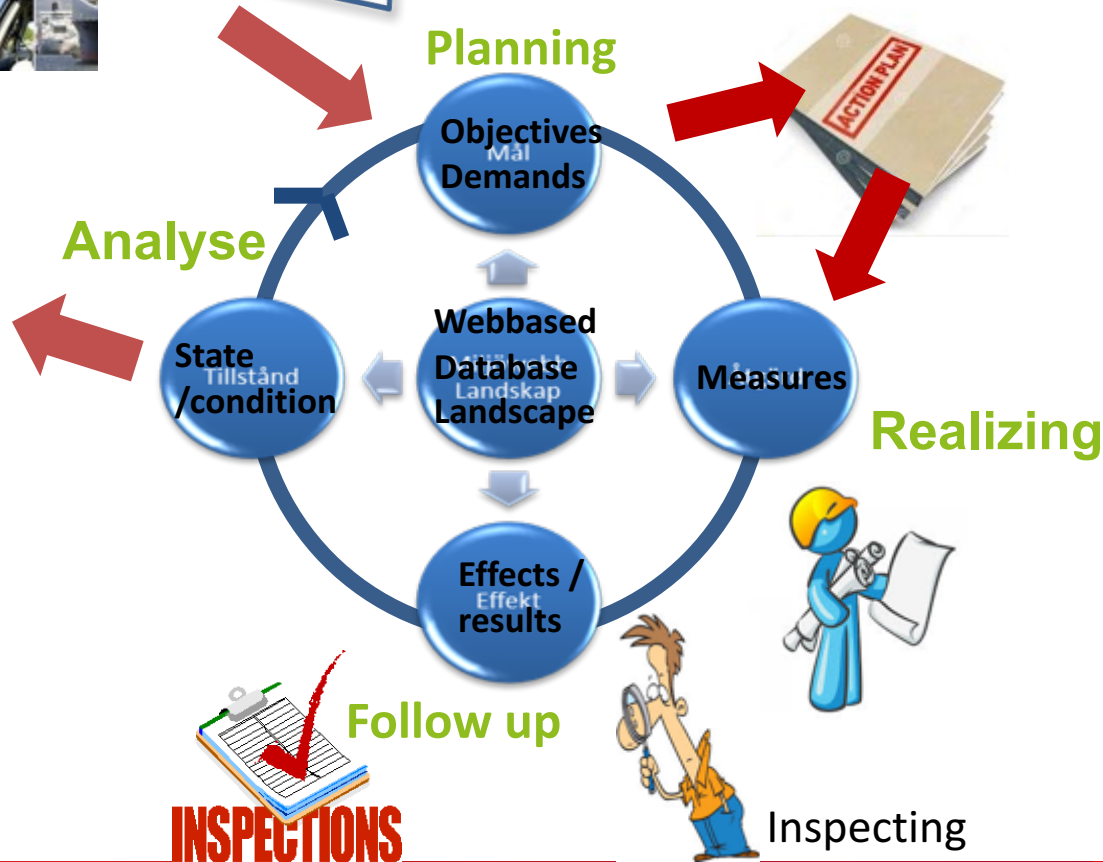 Planning
Objectives
Mål
Demands
ACTION PLAN
Analyse
State
Tillstånd
/condition
Webbased
Database
Landskap
Landscape
Measures
Realizing
Effects /
Effekt
results
Follow up
INSPECTIONS
Inspecting